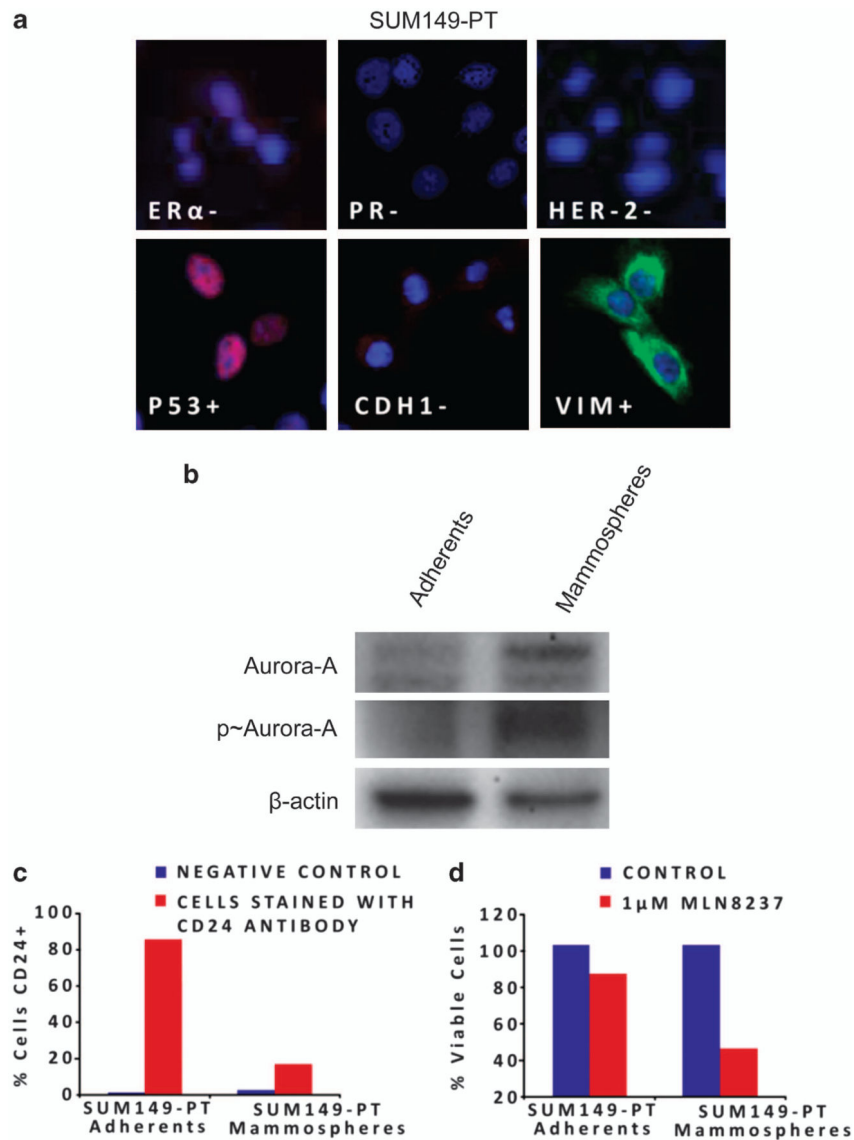 a
SUM149-PT
ERα-
PR-
HER-2-
P53+
CDH1-
VIM+
b
Adherents
Mammospheres
Aurora-A
p~Aurora-A
β-actin
c
NEGATIVE CONTROL
CELLS STAINED WITH
CD24 ANTIBODY
% Cells CD24+
100
80
60
40
20
0
SUM149-PT
Adherents
SUM149-PT
Mammospheres
d
CONTROL
1µM MLN8237
% Viable Cells
120
100
80
60
40
20
SUM149-PT
Adherents
SUM149-PT
Mammospheres